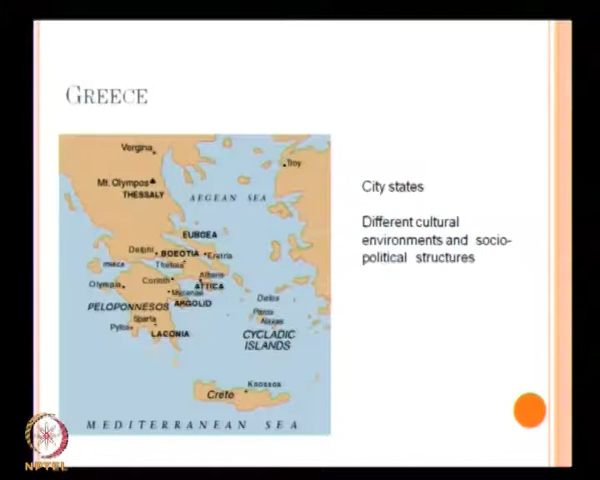 GREECE
Vergina
Troy
Mt. Olympos
THESSALY
AEGEAN SEA
EUBOEA
Delphi
BOEOTIA
Eretria
Thebes
ITHACA
Corinth
Athens
Olympia
ATTICA
Mycenae
PELOPONNESOS
ARGOLID
Delos
Paros
Naxos
Sparta
Pylos
LACONIA
CYCLADIC
ISLANDS
Knossos
Crete
MEDITERRANEAN SEA
City states
Different cultural
environments and socio-
political structures
NPTEL